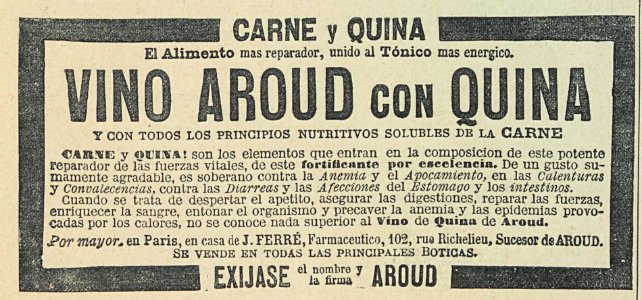 CARNE y QUINA
El Alimento mas reparador, unido al Tónico mas energico.
VINO AROUD CON QUINA
Y CON TODOS LOS PRINCIPIOS NUTRITIVOS SOLUBLES DE LA CARNE
CARNE y QUINA! son los elementos que entran en la composicion de este potente
reparador de las fuerzas vitales, de este fortificante por escelencia. De un gusto su-
mamente agradable, es soberano contra la Anemia y el Apocamiento, en las Calenturas
y Convalecencias, contra las Diarreas y las Afecciones del Estomago y los intestinos.
Cuando se trata de despertar el apetito, asegurar las digestiones, reparar las fuerzas,
enriquecer la sangre, entonar el organismo y precaver la anemia y las epidemias provo-
cadas por los calores, no se conoce nada superior al Vino de Quina de Aroud.
Por mayor, en Paris, en casa de J. FERRÉ, Farmaceutico, 102, rue Richelieu, Sucesor de AROUD.
SE VENDE EN TODAS LAS PRINCIPALES BOTICAS.
EXIJASE el nombre y la firma AROUD